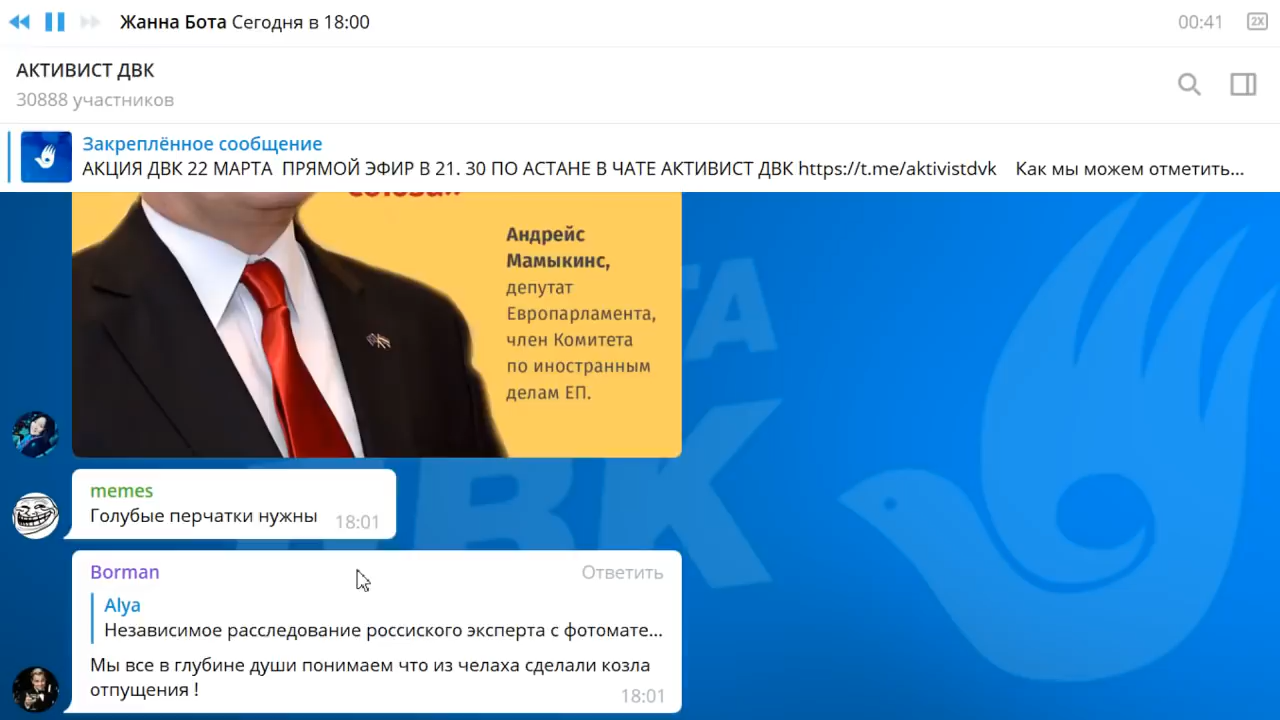 Жанна Бота Сегодня в 18:00
00:41
2X
АКТИВИСТ ДВК
30888 участников
Закреплённое сообщение
АКЦИЯ ДВК 22 МАРТА ПРЯМОЙ ЭФИР В 21. 30 ПО АСТАНЕ В ЧАТЕ АКТИВИСТ ДВК https://t.me/aktivistdvk Как мы можем отметить...
союза»
Андрейс
Мамыкинс,
депутат
Европарламента,
член Комитета
по иностранным
делам ЕП.
ДВК
memes
Голубые перчатки нужны
18:01
Borman
Ответить
Alya
Независимое расследование россиского эксперта с фотомате...
Мы все в глубине души понимаем что из челаха сделали козла
отпущения !
18:01